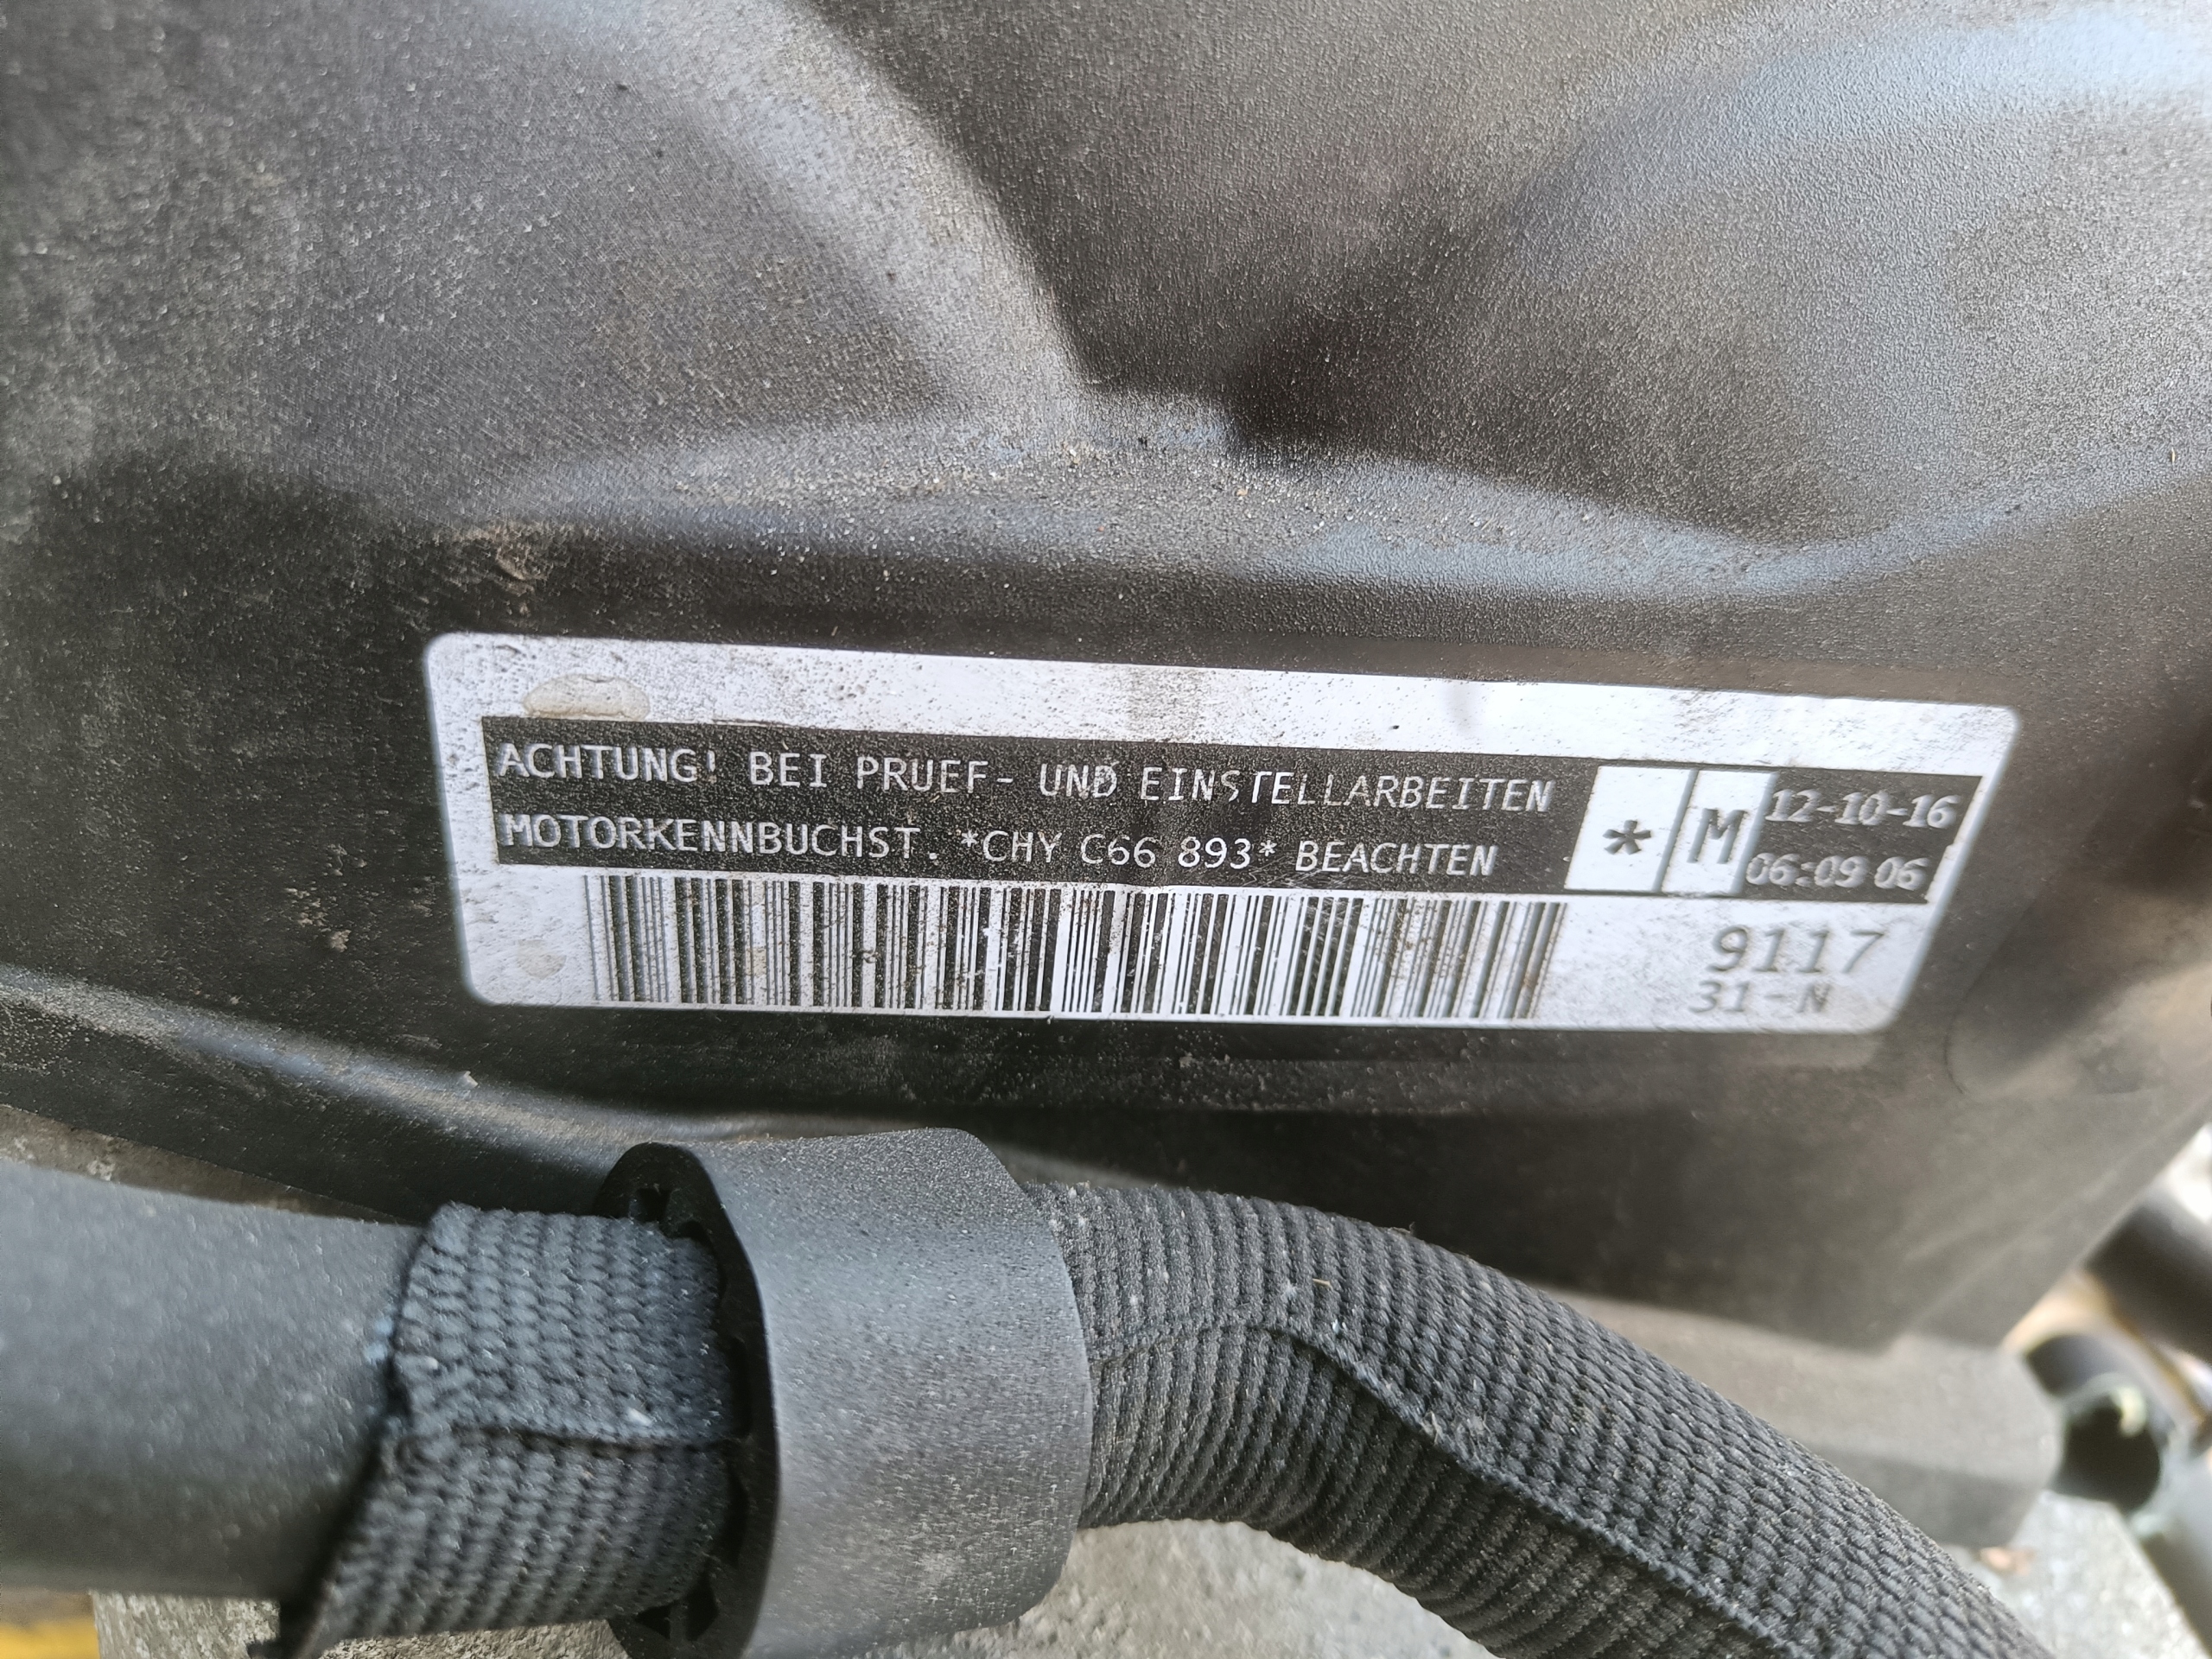 ACHTUNG! BEI PRUEF- UND EINSTELLARBEITEN
MOTORKENNBUCHST. *CHY C66 893* BEACHTEN
* M
12-10-16
06:09 06
9117
31-N